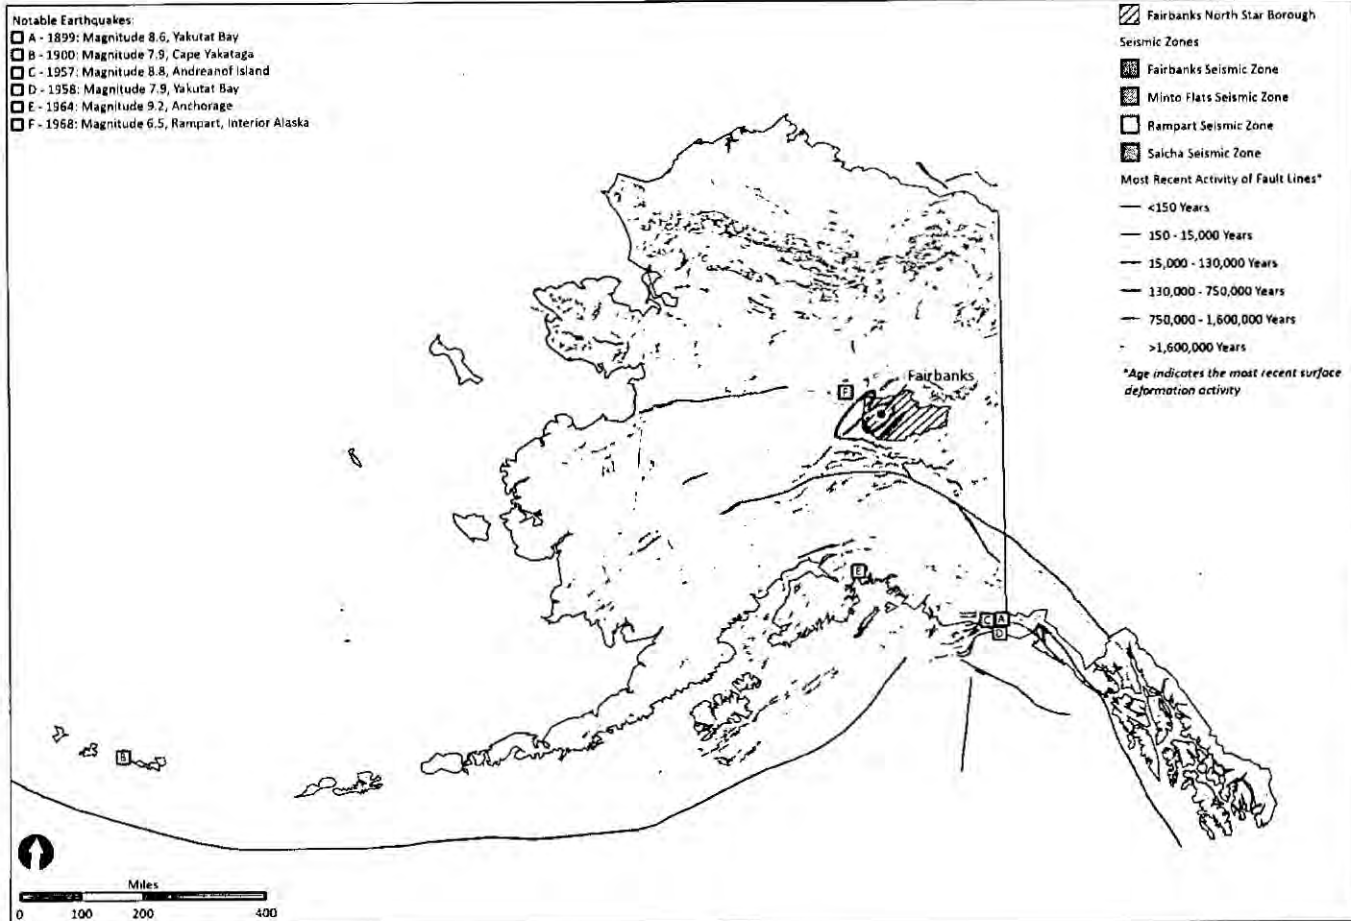 Notable Earthquakes:
A - 1899: Magnitude 8.6, Yakutat Bay
B - 1900: Magnitude 7.9, Cape Yakataga
C - 1957: Magnitude 8.8, Andreanof Island
D - 1958: Magnitude 7.9, Yakutat Bay
E - 1964: Magnitude 9.2, Anchorage
F - 1968: Magnitude 6.5, Rampart, Interior Alaska
Fairbanks North Star Borough
Seismic Zones
Fairbanks Seismic Zone
Minto Flats Seismic Zone
Rampart Seismic Zone
Salcha Seismic Zone
Most Recent Activity of Fault Lines*
<150 Years
150 - 15,000 Years
15,000 - 130,000 Years
130,000 - 750,000 Years
750,000 - 1,600,000 Years
>1,600,000 Years
*Age indicates the most recent surface
deformation activity
Fairbanks
F
E
C A
D
B
Miles
0 100 200 400